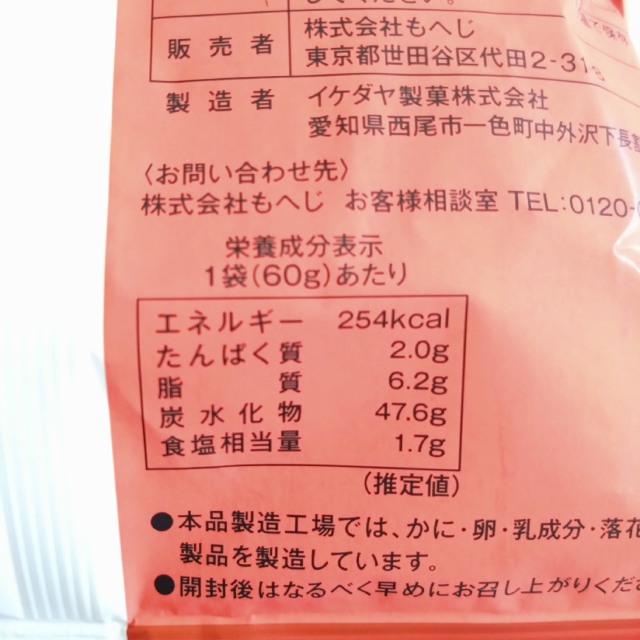 してください。
販売者 株式会社もへじ
東京都世田谷区代田2-31
製造者 イケダヤ製菓株式会社
愛知県西尾市一色町中外沢下長
〈お問い合わせ先〉
株式会社もへじ お客様相談室 TEL:0120-
栄養成分表示
1袋(60g)あたり
エネルギー 254kcal
たんぱく質 2.0g
脂質 6.2g
炭水化物 47.6g
食塩相当量 1.7g
(推定値)
●本品製造工場では、かに・卵・乳成分・落花
製品を製造しています。
●開封後はなるべく早めにお召し上がりくだ